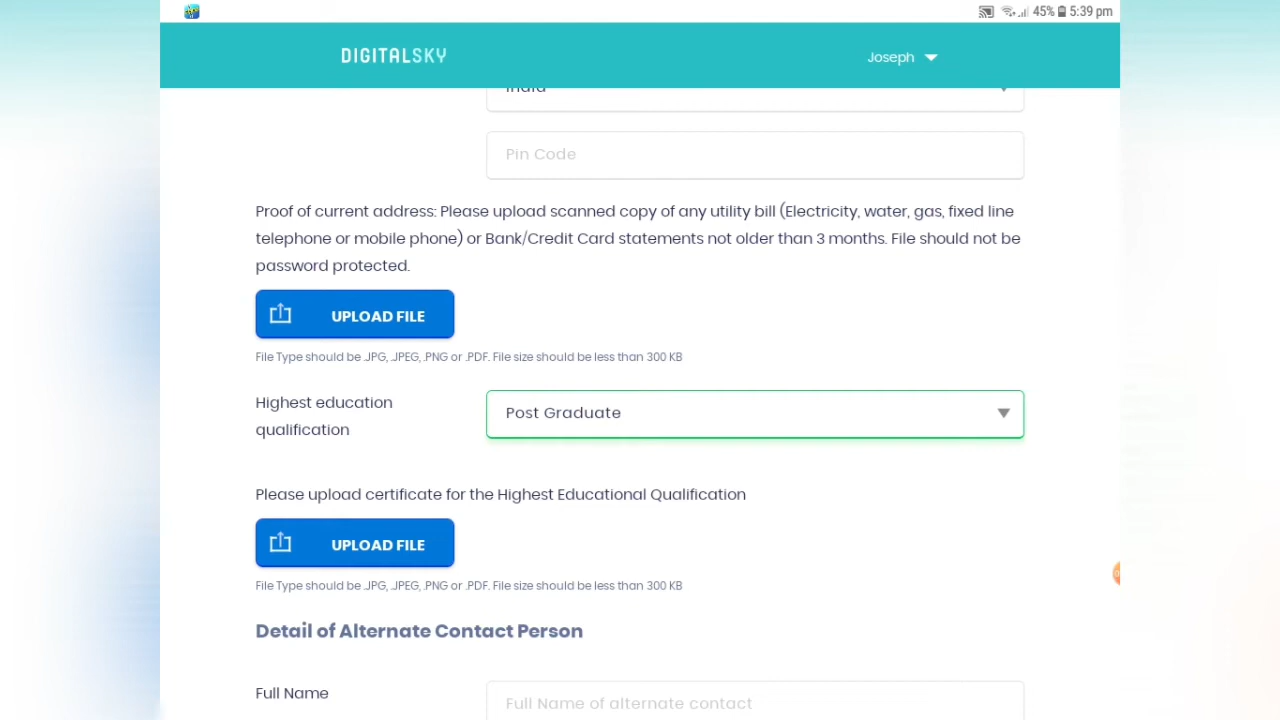 45% 5:39 pm
DIGITALSKY
Joseph
India
Pin Code
Proof of current address: Please upload scanned copy of any utility bill (Electricity, water, gas, fixed line
telephone or mobile phone) or Bank/Credit Card statements not older than 3 months. File should not be
password protected.
UPLOAD FILE
File Type should be .JPG, .JPEG, .PNG or .PDF. File size should be less than 300 KB
Highest education
qualification
Post Graduate
Please upload certificate for the Highest Educational Qualification
UPLOAD FILE
File Type should be .JPG, .JPEG, .PNG or .PDF. File size should be less than 300 KB
Detail of Alternate Contact Person
Full Name
Full Name of alternate contact